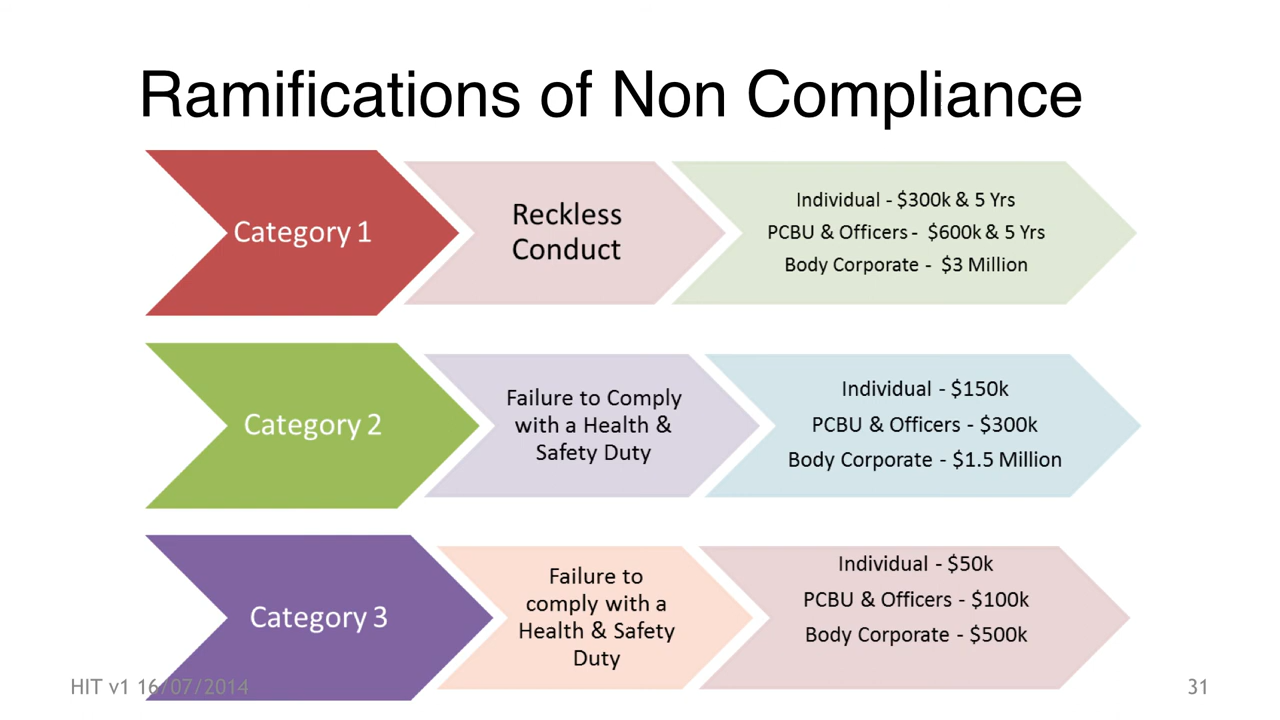 Ramifications of Non Compliance
Category 1
Reckless
Conduct
Individual - $300k & 5 Yrs
PCBU & Officers - $600k & 5 Yrs
Body Corporate - $3 Million
Category 2
Failure to Comply
with a Health &
Safety Duty
Individual - $150k
PCBU & Officers - $300k
Body Corporate - $1.5 Million
Category 3
Failure to
comply with a
Health & Safety
Duty
Individual - $50k
PCBU & Officers - $100k
Body Corporate - $500k
HIT v1 16/07/2014
31